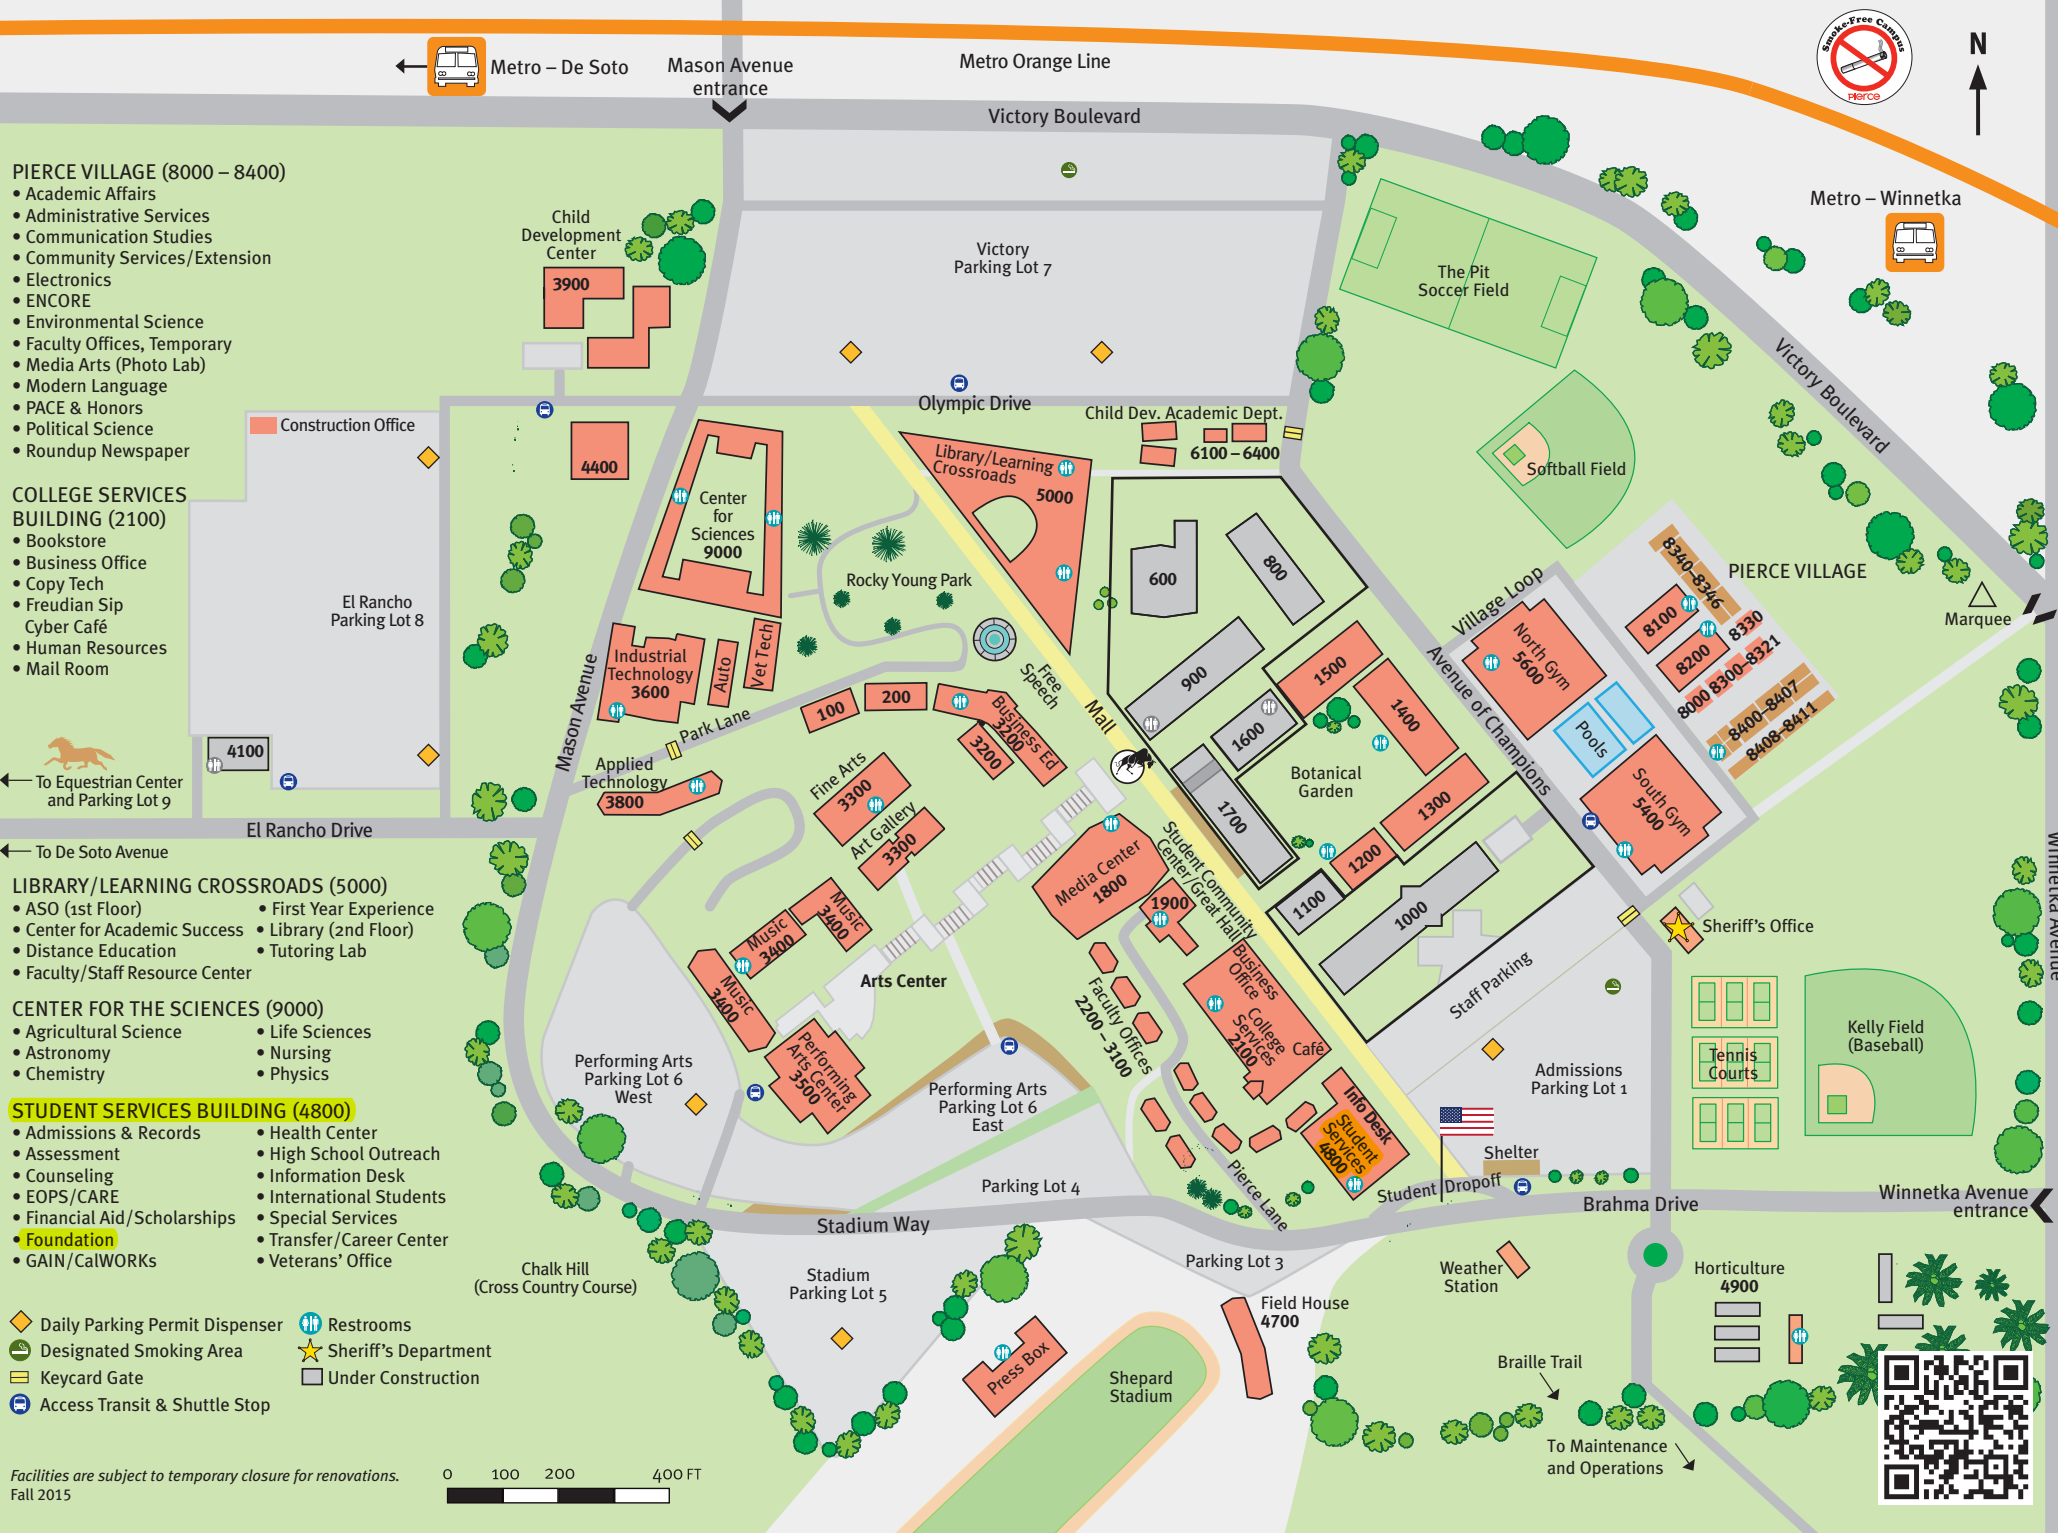 Metro – De Soto
Mason Avenue
entrance
Metro Orange Line
Smoke-Free Campus
Pierce
N
Victory Boulevard
Metro – Winnetka
PIERCE VILLAGE (8000 – 8400)
• Academic Affairs
• Administrative Services
• Communication Studies
• Community Services/Extension
• Electronics
• ENCORE
• Environmental Science
• Faculty Offices, Temporary
• Media Arts (Photo Lab)
• Modern Language
• PACE & Honors
• Political Science
• Roundup Newspaper
COLLEGE SERVICES
BUILDING (2100)
• Bookstore
• Business Office
• Copy Tech
• Freudian Sip
Cyber Café
• Human Resources
• Mail Room
Child
Development
Center
3900
Victory
Parking Lot 7
The Pit
Soccer Field
Victory Boulevard
Olympic Drive
Construction Office
4400
Child Dev. Academic Dept.
6100 – 6400
Library/Learning
Crossroads
5000
Softball Field
Center
for
Sciences
9000
El Rancho
Parking Lot 8
Rocky Young Park
600
800
Village Loop
8340–8346
PIERCE VILLAGE
8100
8200
8330
8300–8321
8000
8400–8407
8408–8411
Marquee
Industrial
Technology
3600
Auto
Vet Tech
Mason Avenue
Park Lane
100
200
Business Ed
3200
3200
Free
Speech
Mall
900
1500
1400
1600
Avenue of Champions
North Gym
5600
Pools
South Gym
5400
4100
To Equestrian Center
and Parking Lot 9
Applied
Technology
3800
Fine Arts
3300
Art Gallery
3300
Botanical
Garden
1700
1300
1200
1100
1000
El Rancho Drive
To De Soto Avenue
Winnetka Avenue
Media Center
1800
Student Community
Center/Great Hall
1900
LIBRARY/LEARNING CROSSROADS (5000)
• ASO (1st Floor)
• Center for Academic Success
• Distance Education
• Faculty/Staff Resource Center
• First Year Experience
• Library (2nd Floor)
• Tutoring Lab
Music
3400
Music
3400
Music
3400
Arts Center
Sheriff's Office
Staff Parking
Business
Office
College
Services
2100
Café
Faculty Offices
2200 – 3100
CENTER FOR THE SCIENCES (9000)
• Agricultural Science
• Astronomy
• Chemistry
• Life Sciences
• Nursing
• Physics
Kelly Field
(Baseball)
Tennis
Courts
Admissions
Parking Lot 1
Performing Arts
Parking Lot 6
West
Performing
Arts Center
3500
Performing Arts
Parking Lot 6
East
Info Desk
Student
Services
4800
STUDENT SERVICES BUILDING (4800)
• Admissions & Records
• Assessment
• Counseling
• EOPS/CARE
• Financial Aid/Scholarships
• Foundation
• GAIN/CalWORKs
• Health Center
• High School Outreach
• Information Desk
• International Students
• Special Services
• Transfer/Career Center
• Veterans' Office
Shelter
Student Dropoff
Pierce Lane
Parking Lot 4
Stadium Way
Brahma Drive
Winnetka Avenue
entrance
Parking Lot 3
Chalk Hill
(Cross Country Course)
Stadium
Parking Lot 5
Weather
Station
Horticulture
4900
Field House
4700
Press Box
Shepard
Stadium
Braille Trail
To Maintenance
and Operations
Daily Parking Permit Dispenser
Designated Smoking Area
Keycard Gate
Access Transit & Shuttle Stop
Restrooms
Sheriff's Department
Under Construction
Facilities are subject to temporary closure for renovations.
Fall 2015
0 100 200 400 FT